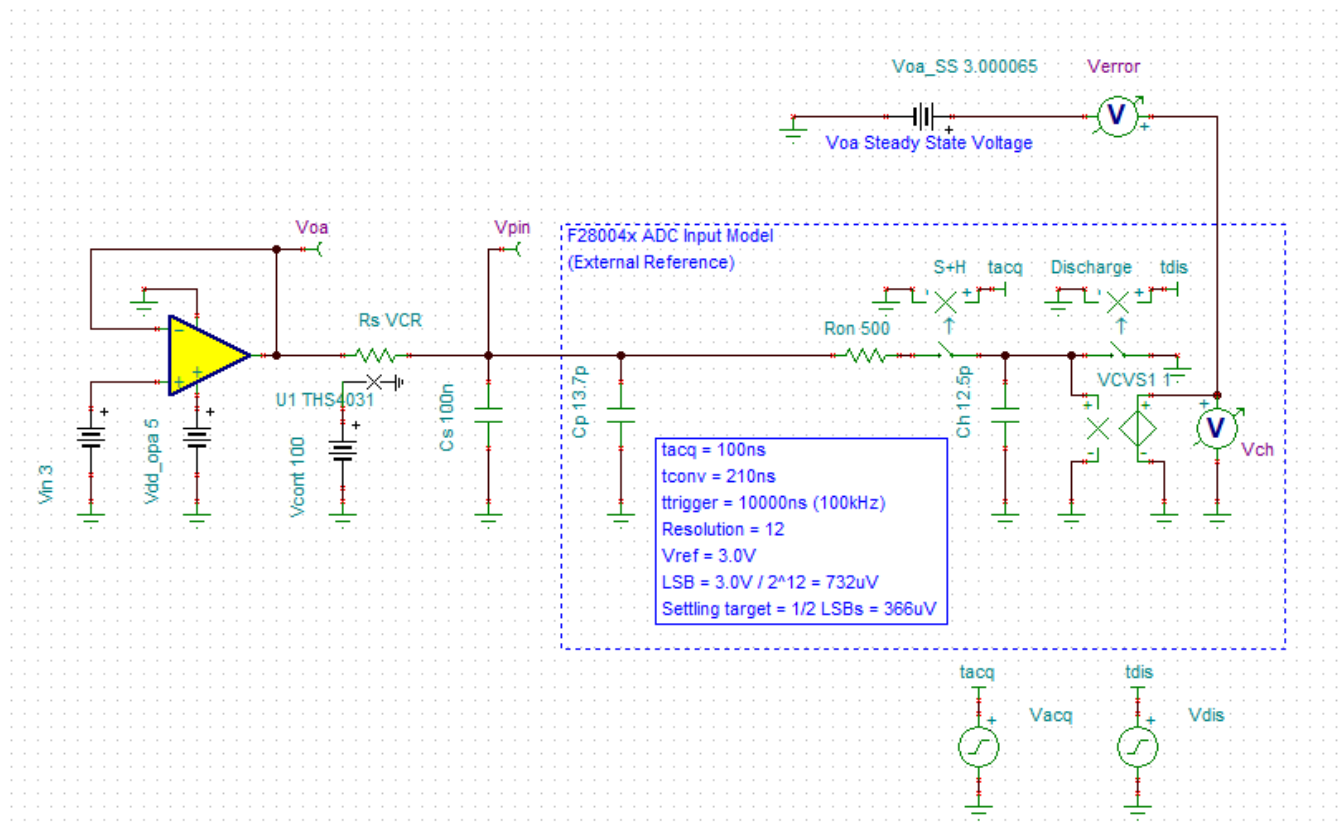 Voa_SS 3.000065
Verror
V
+
+
Voa Steady State Voltage
Voa
Vpin
F28004x ADC Input Model
(External Reference)
S+H
tacq
Discharge
tdis
-
+
-
+
Rs VCR
Ron 500
-
+
+
U1 THS4031
VCVS1 1
Vin 3
+
Vdd_opa 5
+
Vcont 100
+
Cs 100n
Cp 13.7p
Ch 12.5p
+
-
+
-
+
V
Vch
tacq = 100ns
tconv = 210ns
ttrigger = 10000ns (100kHz)
Resolution = 12
Vref = 3.0V
LSB = 3.0V / 2^12 = 732uV
Settling target = 1/2 LSBs = 366uV
tacq
tdis
+
Vacq
+
Vdis